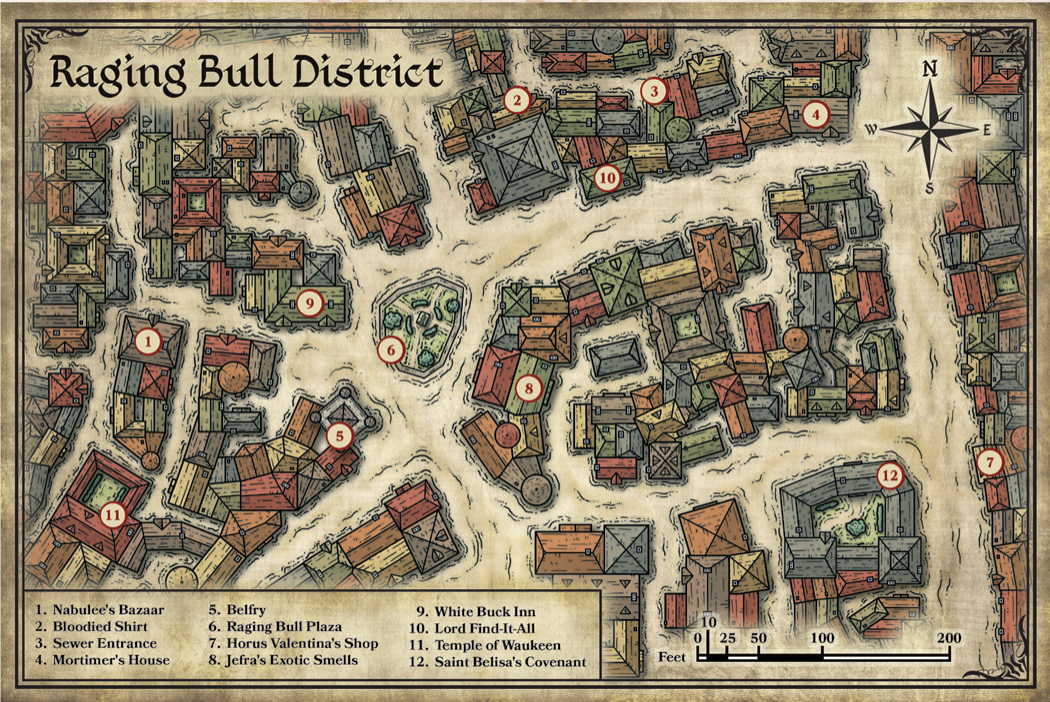 Raging Bull District
N
W E
S
2
3
4
10
9
1
6
8
5
7
12
11
1. Nabulee's Bazaar
2. Bloodied Shirt
3. Sewer Entrance
4. Mortimer's House
5. Belfry
6. Raging Bull Plaza
7. Horus Valentina's Shop
8. Jefra's Exotic Smells
9. White Buck Inn
10. Lord Find-It-All
11. Temple of Waukeen
12. Saint Belisa's Covenant
10
0 25 50 100 200
Feet